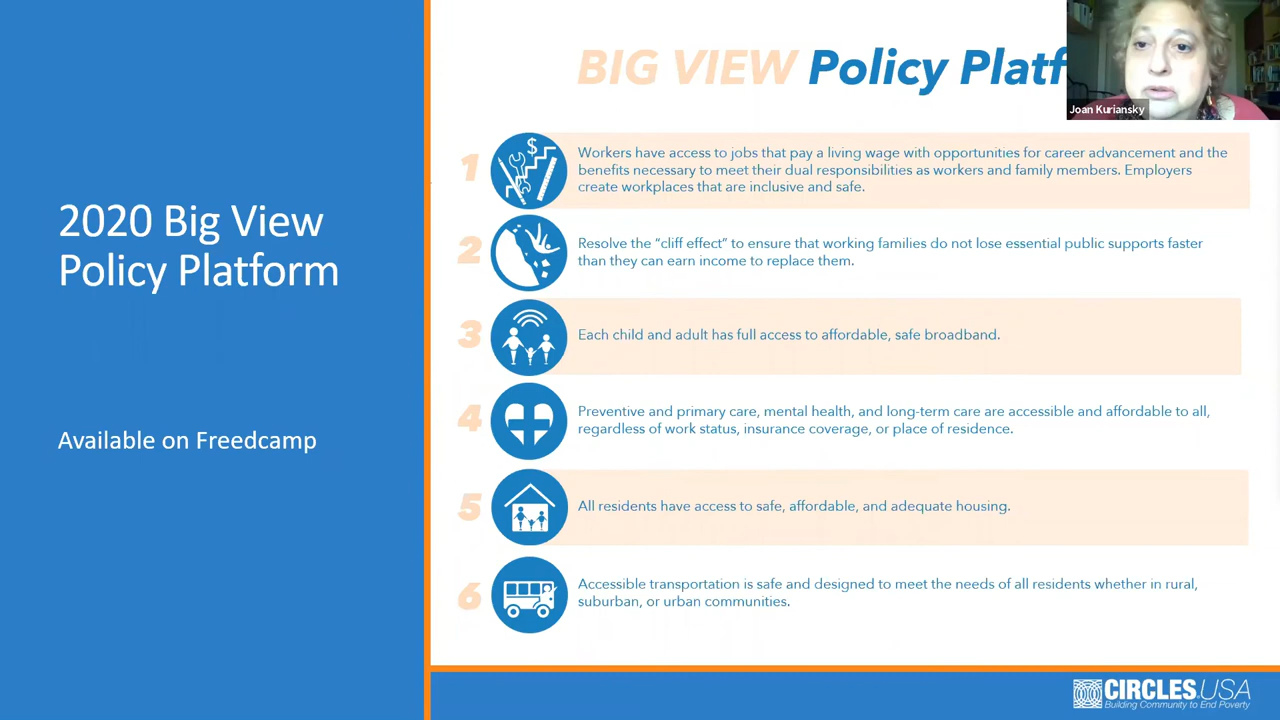 2020 Big View
Policy Platform
Available on Freedcamp
BIG VIEW Policy Platf
Joan Kuriansky
1
Workers have access to jobs that pay a living wage with opportunities for career advancement and the
benefits necessary to meet their dual responsibilities as workers and family members. Employers
create workplaces that are inclusive and safe.
2
Resolve the “cliff effect” to ensure that working families do not lose essential public supports faster
than they can earn income to replace them.
3
Each child and adult has full access to affordable, safe broadband.
4
Preventive and primary care, mental health, and long-term care are accessible and affordable to all,
regardless of work status, insurance coverage, or place of residence.
5
All residents have access to safe, affordable, and adequate housing.
6
Accessible transportation is safe and designed to meet the needs of all residents whether in rural,
suburban, or urban communities.
CIRCLES USA
Building Community to End Poverty